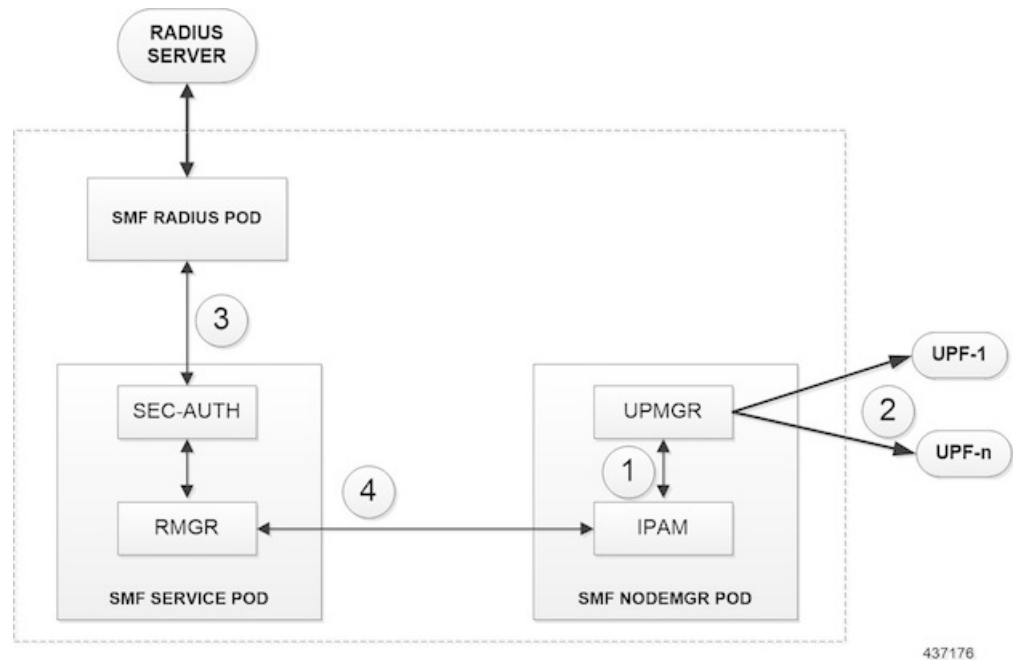 RADIUS
SERVER
SMF RADIUS POD
3
SEC-AUTH
UPMGR
UPF-1
2
UPF-n
1
4
RMGR
IPAM
SMF SERVICE POD
SMF NODEMGR POD
437176